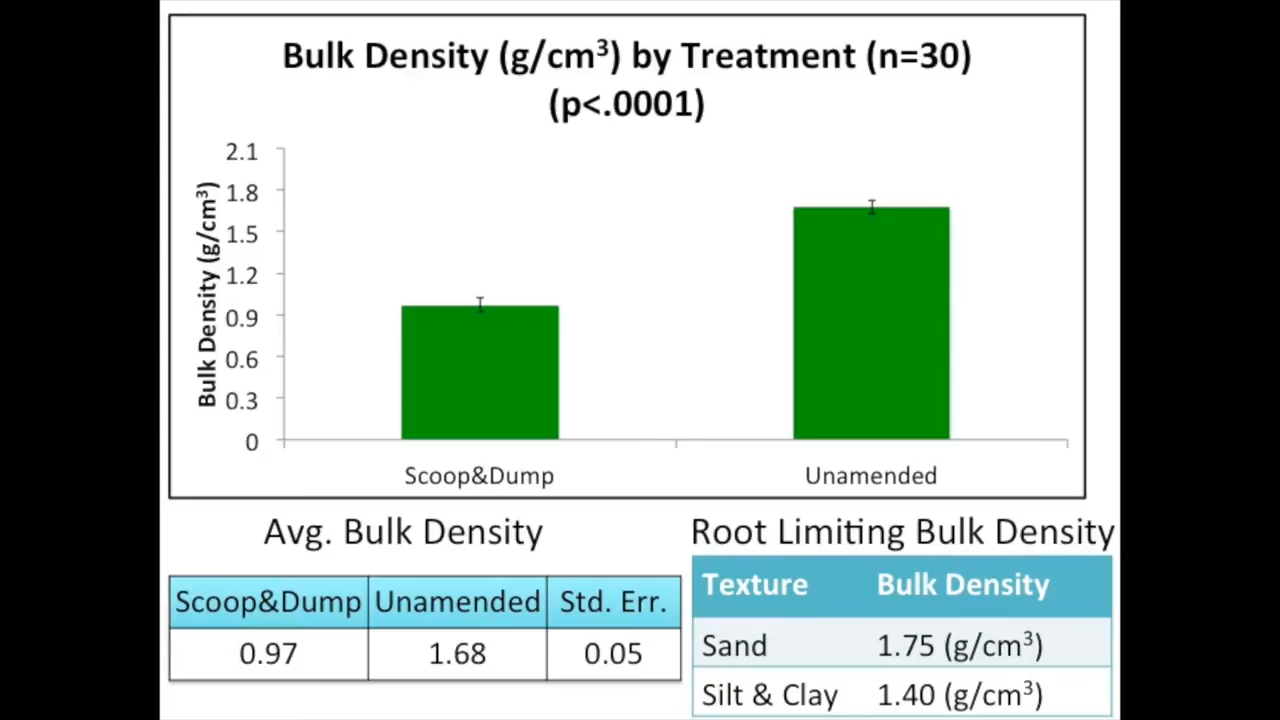 Bulk Density (g/cm³) by Treatment (n=30)
(p<.0001)
Bulk Density (g/cm³)
2.1
1.8
1.5
1.2
0.9
0.6
0.3
0
Scoop&Dump Unamended
Avg. Bulk Density
Scoop&Dump Unamended Std. Err.
0.97 1.68 0.05
Root Limiting Bulk Density
Texture Bulk Density
Sand 1.75 (g/cm³)
Silt & Clay 1.40 (g/cm³)